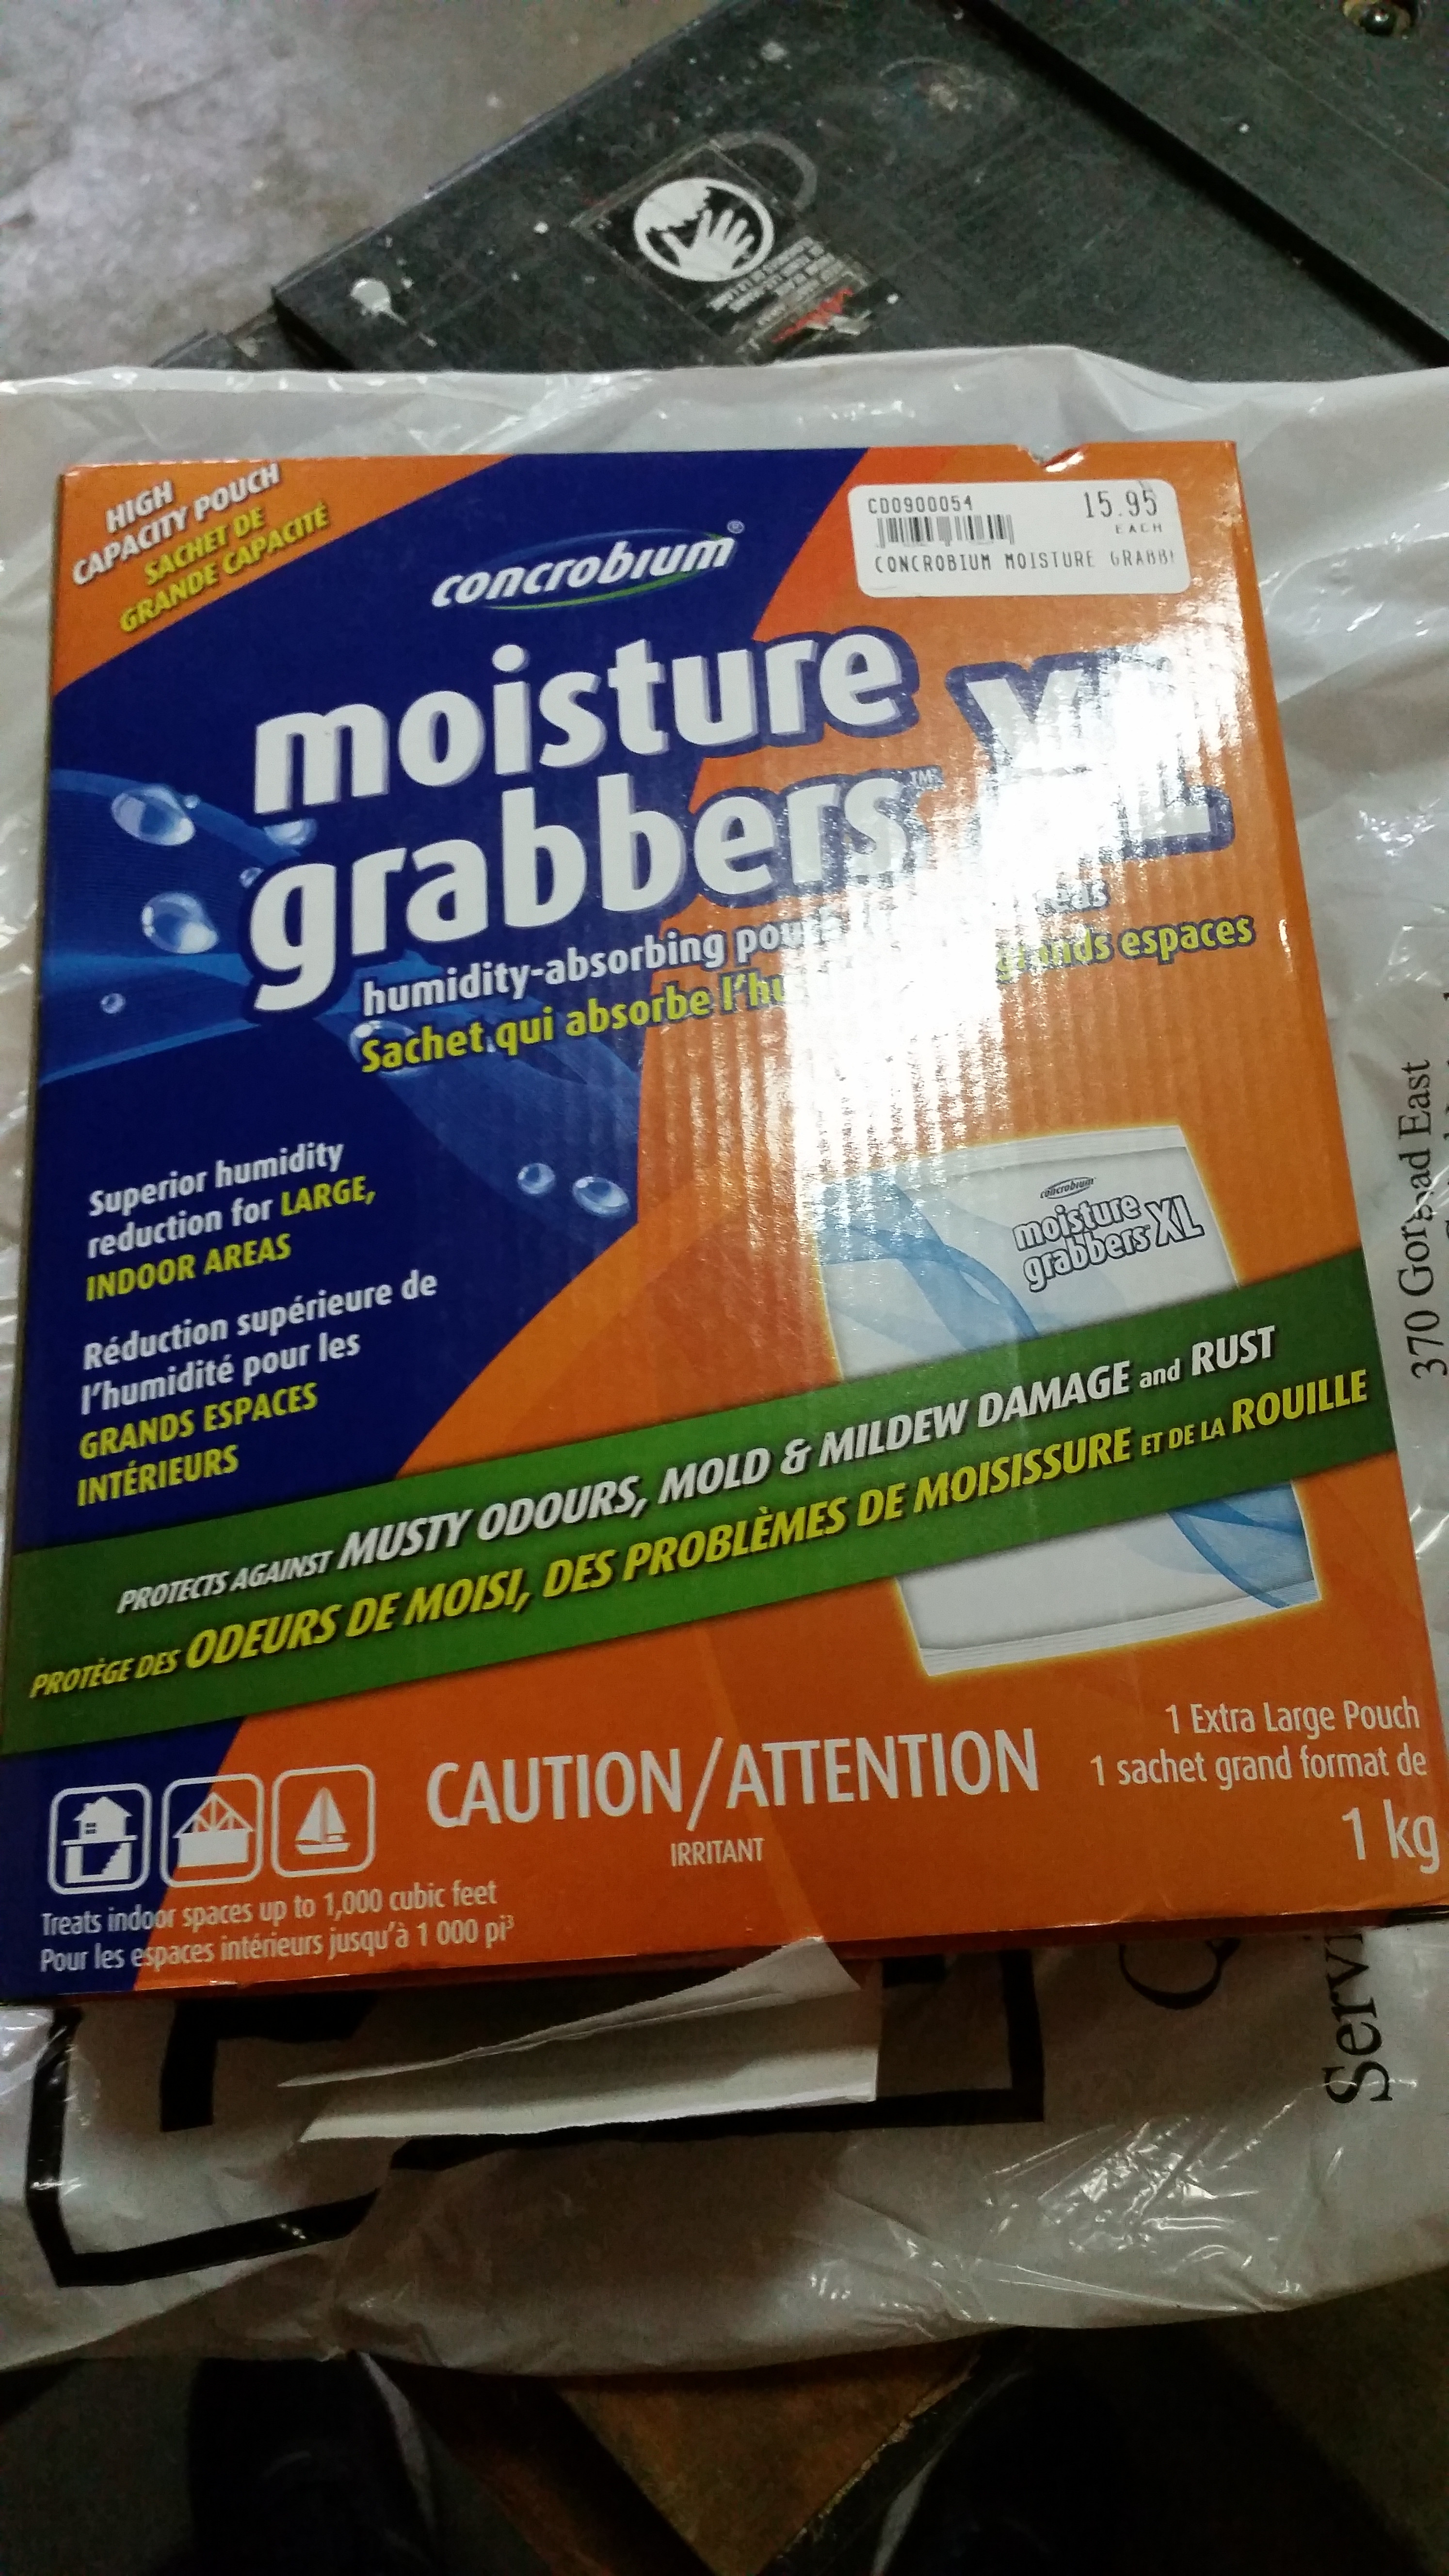 HIGH
CAPACITY POUCH
SACHET DE
GRANDE CAPACITÉ
concrobium®
CD0900054
15.95
EACH
CONCROBIUM MOISTURE GRABB
moisture
grabbers™ XL
humidity-absorbing
Sachet qui absorbe grands espaces
Superior humidity
reduction for LARGE,
INDOOR AREAS
Réduction supérieure de
l'humidité pour les
GRANDS ESPACES
INTÉRIEURS
concrobium
moisture
grabbers XL
PROTECTS AGAINST MUSTY ODOURS, MOLD & MILDEW DAMAGE and RUST
PROTÈGE DES ODEURS DE MOISI, DES PROBLÈMES DE MOISISSURE ET DE LA ROUILLE
CAUTION/ATTENTION
IRRITANT
1 Extra Large Pouch
1 sachet grand format de
1 kg
Treats indoor spaces up to 1,000 cubic feet
Pour les espaces intérieurs jusqu'à 1 000 pi³
370 East